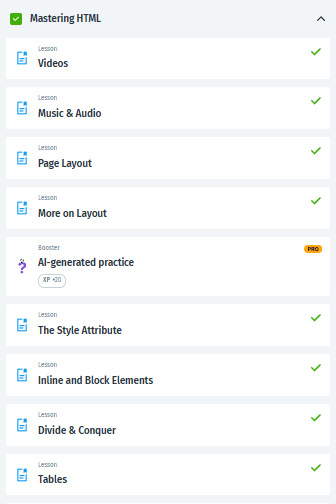 Mastering HTML
Lesson
Videos
Lesson
Music & Audio
Lesson
Page Layout
Lesson
More on Layout
Booster
PRO
AI-generated practice
XP +20
Lesson
The Style Attribute
Lesson
Inline and Block Elements
Lesson
Divide & Conquer
Lesson
Tables